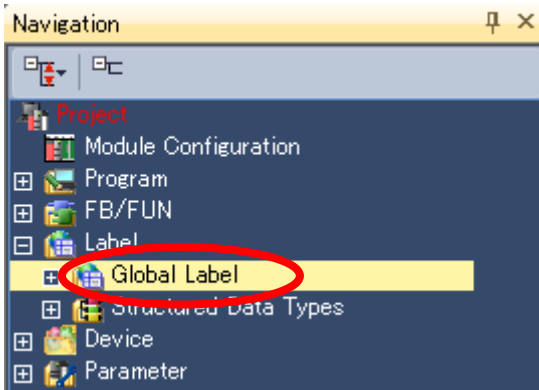 Navigation
Project
Module Configuration
Program
FB/FUN
Label
Global Label
Structured Data Types
Device
Parameter